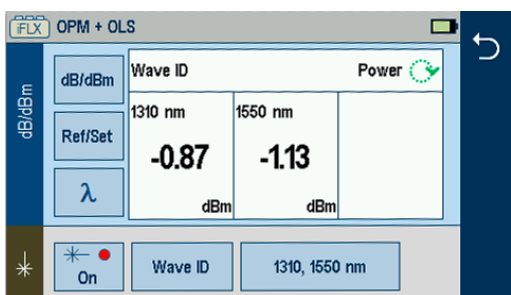 iFLX OPM + OLS
dB/dBm
dB/dBm
Ref/Set
λ
Wave ID Power
1310 nm 1550 nm
-0.87 -1.13
dBm dBm
On
Wave ID
1310, 1550 nm